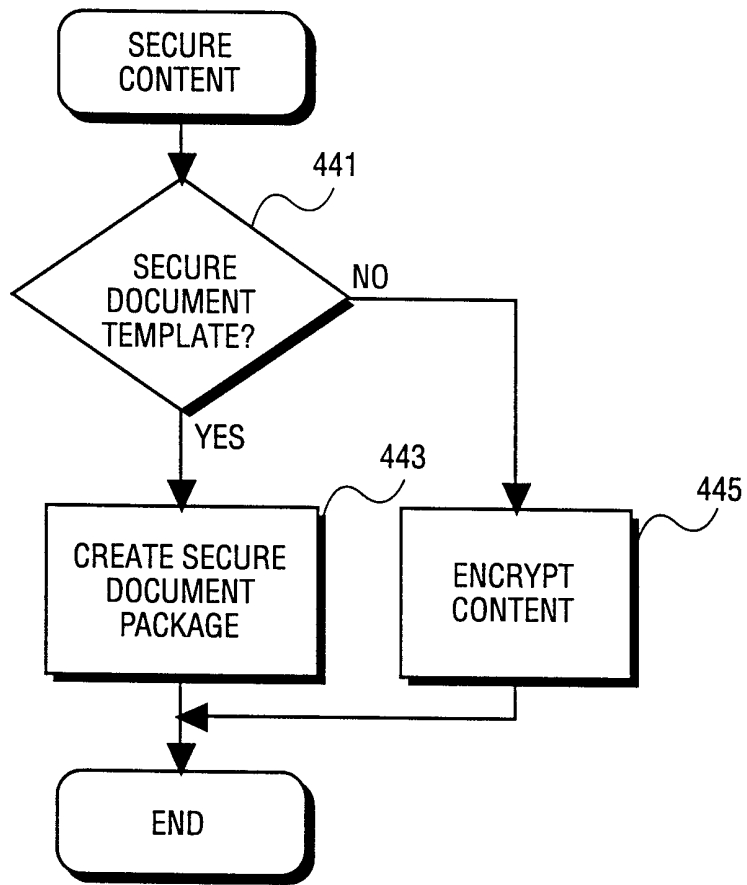 SECURE
CONTENT
441
SECURE
DOCUMENT
TEMPLATE?
NO
YES
443
CREATE SECURE
DOCUMENT
PACKAGE
445
ENCRYPT
CONTENT
END